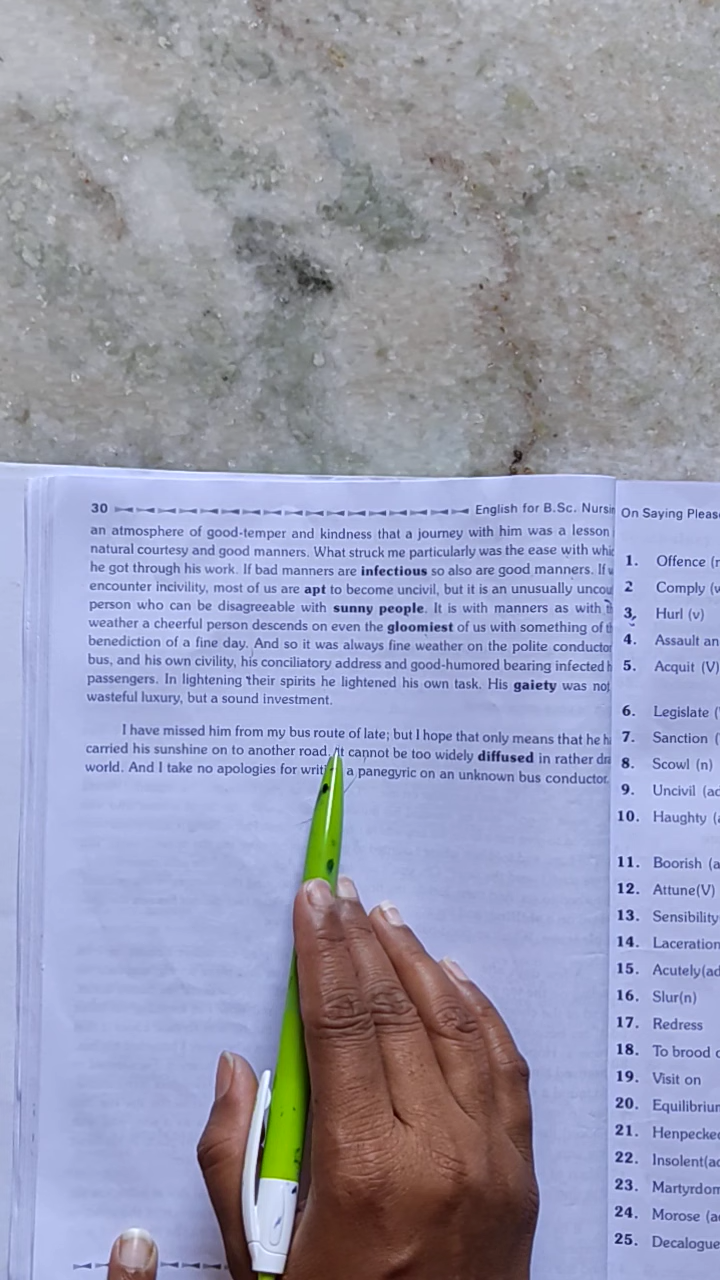 30 English for B.Sc. Nursin
an atmosphere of good-temper and kindness that a journey with him was a lesson
natural courtesy and good manners. What struck me particularly was the ease with
he got through his work. If bad manners are infectious so also are good manners. If
encounter incivility, most of us are apt to become uncivil, but it is an unusually
person who can be disagreeable with sunny people. It is with manners as with
weather a cheerful person descends on even the gloomiest of us with something of
benediction of a fine day. And so it was always fine weather on the polite conductor
bus, and his own civility, his conciliatory address and good-humored bearing infected
passengers. In lightening their spirits he lightened his own task. His gaiety was not
wasteful luxury, but a sound investment.
I have missed him from my bus route of late; but I hope that only means that he
carried his sunshine on to another road. It cannot be too widely diffused in rather
world. And I take no apologies for a panegyric on an unknown bus conductor.
On Saying Pleas
1. Offence (n
2 Comply (v
3. Hurl (v)
4. Assault an
5. Acquit (V)
6. Legislate (
7. Sanction (
8. Scowl (n)
9. Uncivil (ad
10. Haughty (a
11. Boorish (a
12. Attune(V)
13. Sensibility
14. Laceration
15. Acutely(ad
16. Slur(n)
17. Redress
18. To brood o
19. Visit on
20. Equilibriun
21. Henpecked
22. Insolent(ad
23. Martyrdom
24. Morose (a
25. Decalogue